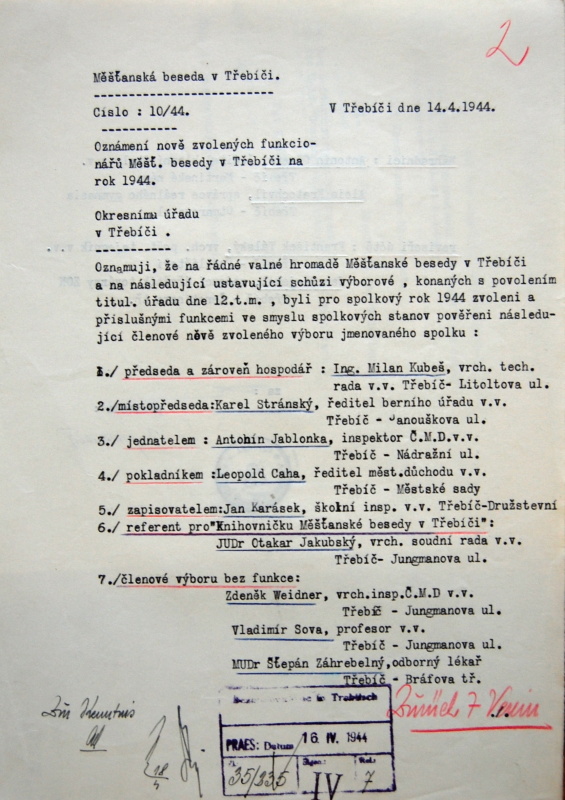 2
Měšťanská beseda v Třebíči.
Číslo : 10/44.
V Třebíči dne 14.4.1944.
Oznámení nově zvolených funkcio-
nářů Měšť. besedy v Třebíči na
rok 1944.
Okresnímu úřadu
v Třebíči .
Oznamuji, že na řádné valné hromadě Měšťanské besedy v Třebíči
a na následující ustavující schůzi výborové , konaných s povolením
titul. úřadu dne 12.t.m., byli pro spolkový rok 1944 zvoleni a
příslušnými funkcemi ve smyslu spolkových stanov pověřeni následu-
jící členové nově zvoleného výboru jmenovaného spolku :
1./ předseda a zároveň hospodář : Ing. Milan Kubeš, vrch. tech.
rada v.v. Třebíč- Litoltova ul.
2./místopředseda:Karel Stránský, ředitel berního úřadu v.v.
Třebíč - Janouškova ul.
3./ jednatelem : Antonín Jablonka, inspektor Č.M.D.v.v.
Třebíč - Nádražní ul.
4./ pokladníkem :Leopold Caha, ředitel měst.důchodu v.v.
Třebíč - Městské sady
5./ zapisovatelem:Jan Karásek, školní insp. v.v. Třebíč-Družstevní
6./ referent pro"Knihovničku Měšťanské besedy v Třebíči":
JUDr Otakar Jakubský, vrch. soudní rada v.v.
Třebíč- Jungmanova ul.
7./členové výboru bez funkce:
Zdeněk Weidner, vrch.insp.Č.M.D v.v.
Třebíč - Jungmanova ul.
Vladimír Sova, profesor v.v.
Třebíč - Jungmanova ul.
MUDr Štěpán Záhrebelný,odborný lékař
Třebíč - Bráfova tř.
in Trebitsch
PRAES: Datum 16. IV. 1944
35/235 IV 7